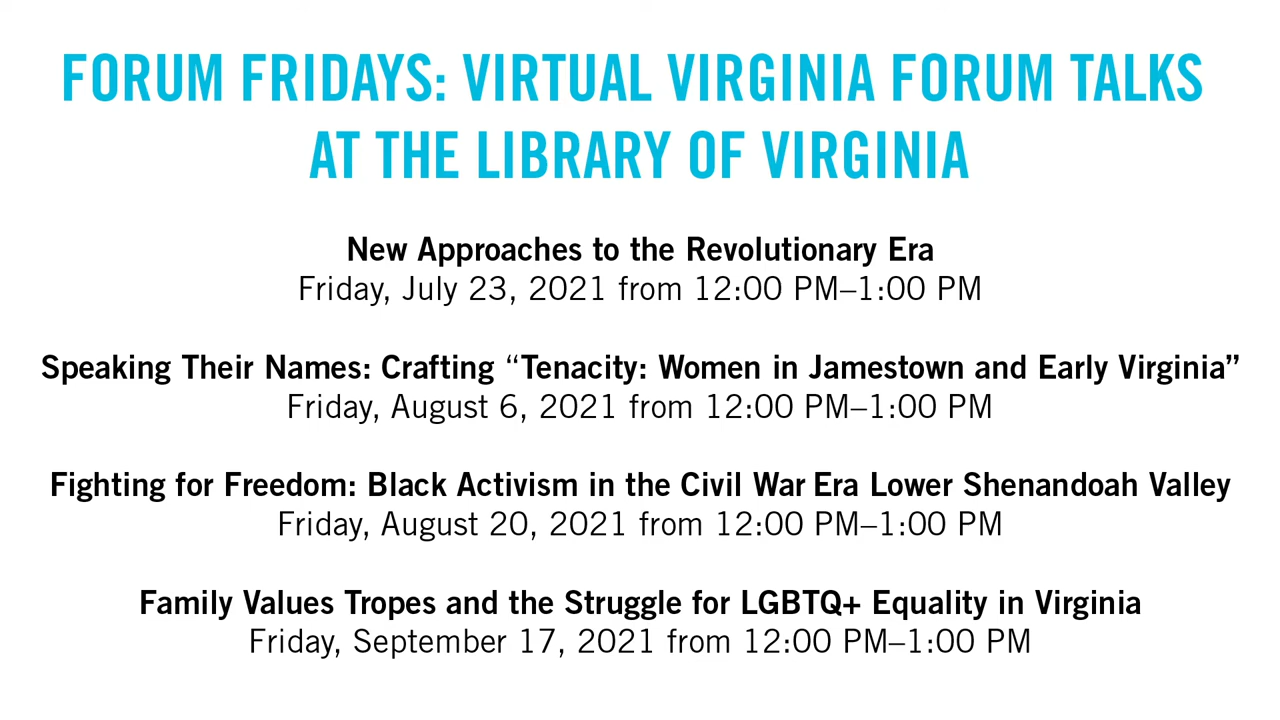 FORUM FRIDAYS: VIRTUAL VIRGINIA FORUM TALKS
AT THE LIBRARY OF VIRGINIA
New Approaches to the Revolutionary Era
Friday, July 23, 2021 from 12:00 PM–1:00 PM
Speaking Their Names: Crafting “Tenacity: Women in Jamestown and Early Virginia”
Friday, August 6, 2021 from 12:00 PM–1:00 PM
Fighting for Freedom: Black Activism in the Civil War Era Lower Shenandoah Valley
Friday, August 20, 2021 from 12:00 PM–1:00 PM
Family Values Tropes and the Struggle for LGBTQ+ Equality in Virginia
Friday, September 17, 2021 from 12:00 PM–1:00 PM